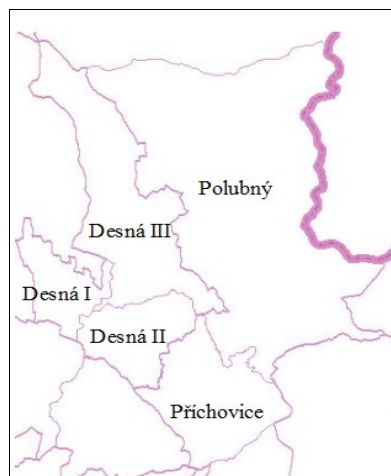 Polubný
Desná III
Desná I
Desná II
Příchovice